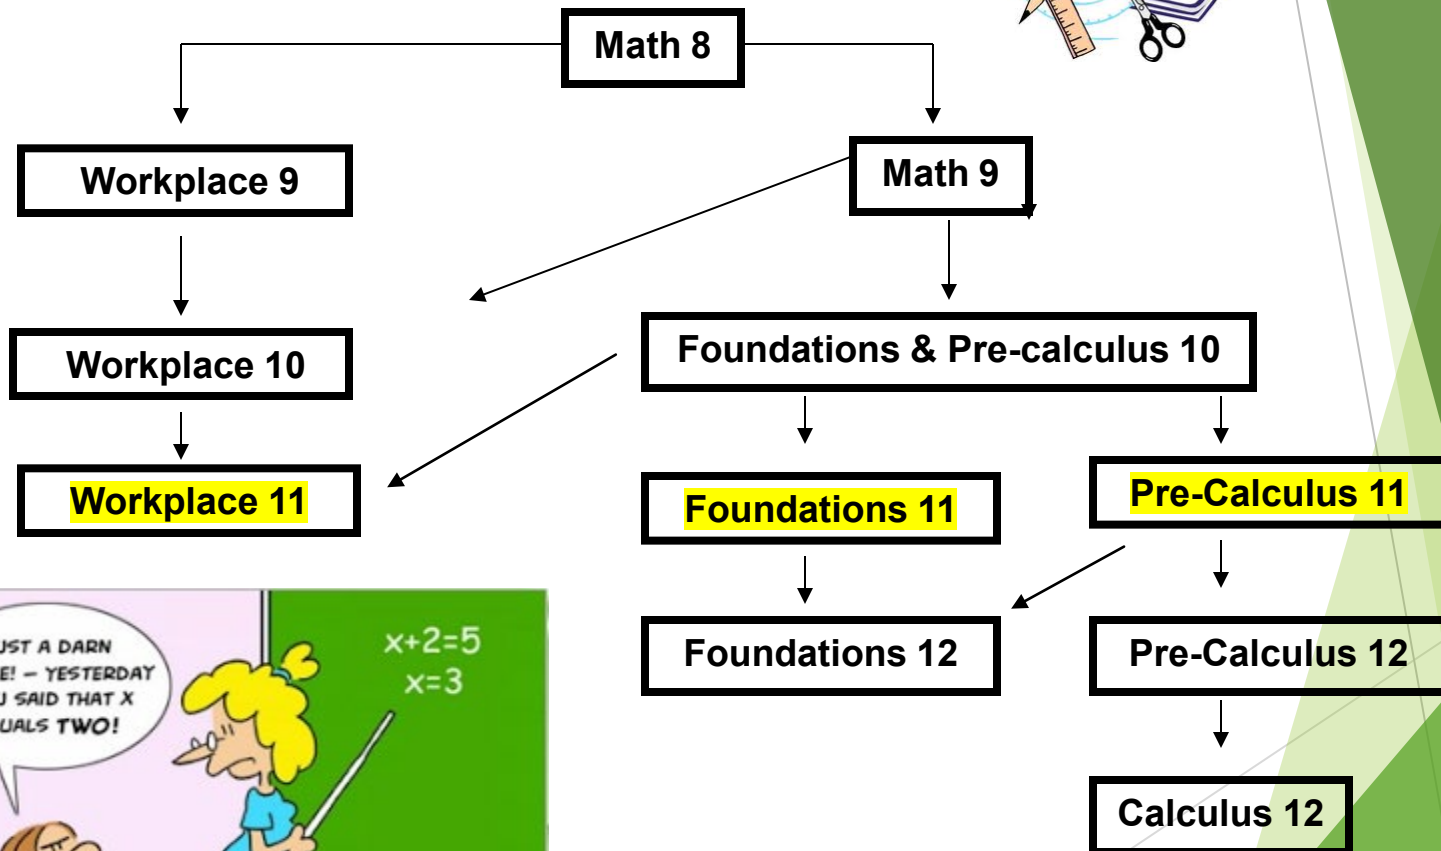 Math 8
Workplace 9
Math 9
Workplace 10
Foundations & Pre-calculus 10
Workplace 11
Foundations 11
Pre-Calculus 11
Foundations 12
Pre-Calculus 12
Calculus 12
A DARN
– YESTERDAY
SAID THAT X
TWO!
x+2=5
x=3